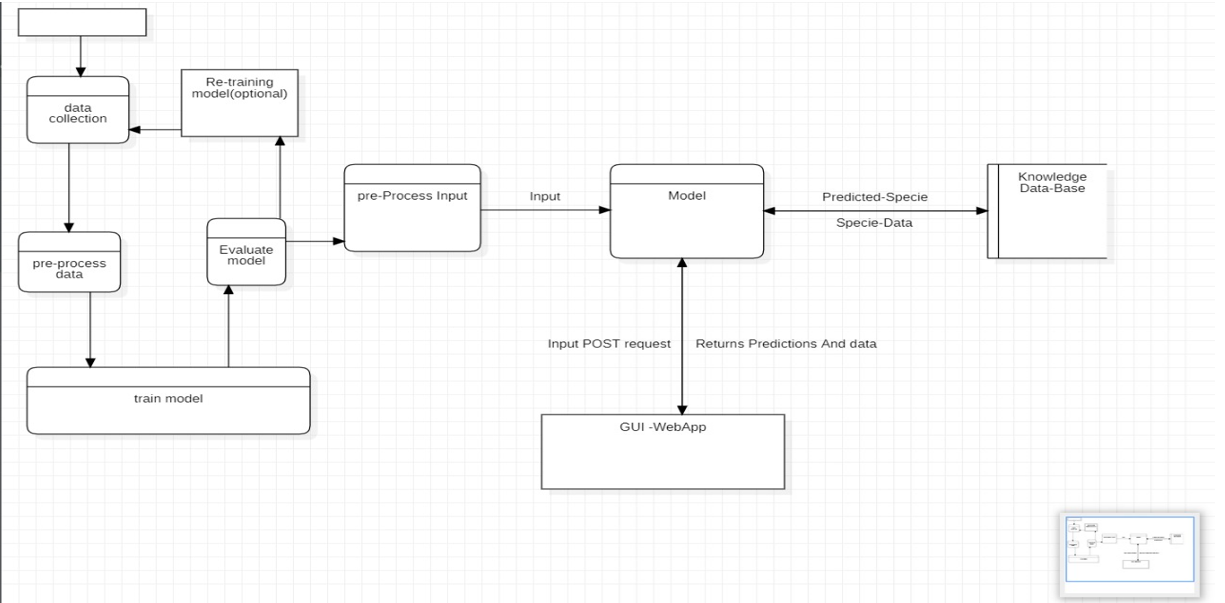 Re-training
model(optional)
data
collection
pre-Process Input
Input
Model
Predicted-Specie
Specie-Data
Knowledge
Data-Base
Evaluate
model
pre-process
data
Input POST request
Returns Predictions And data
train model
GUI -WebApp